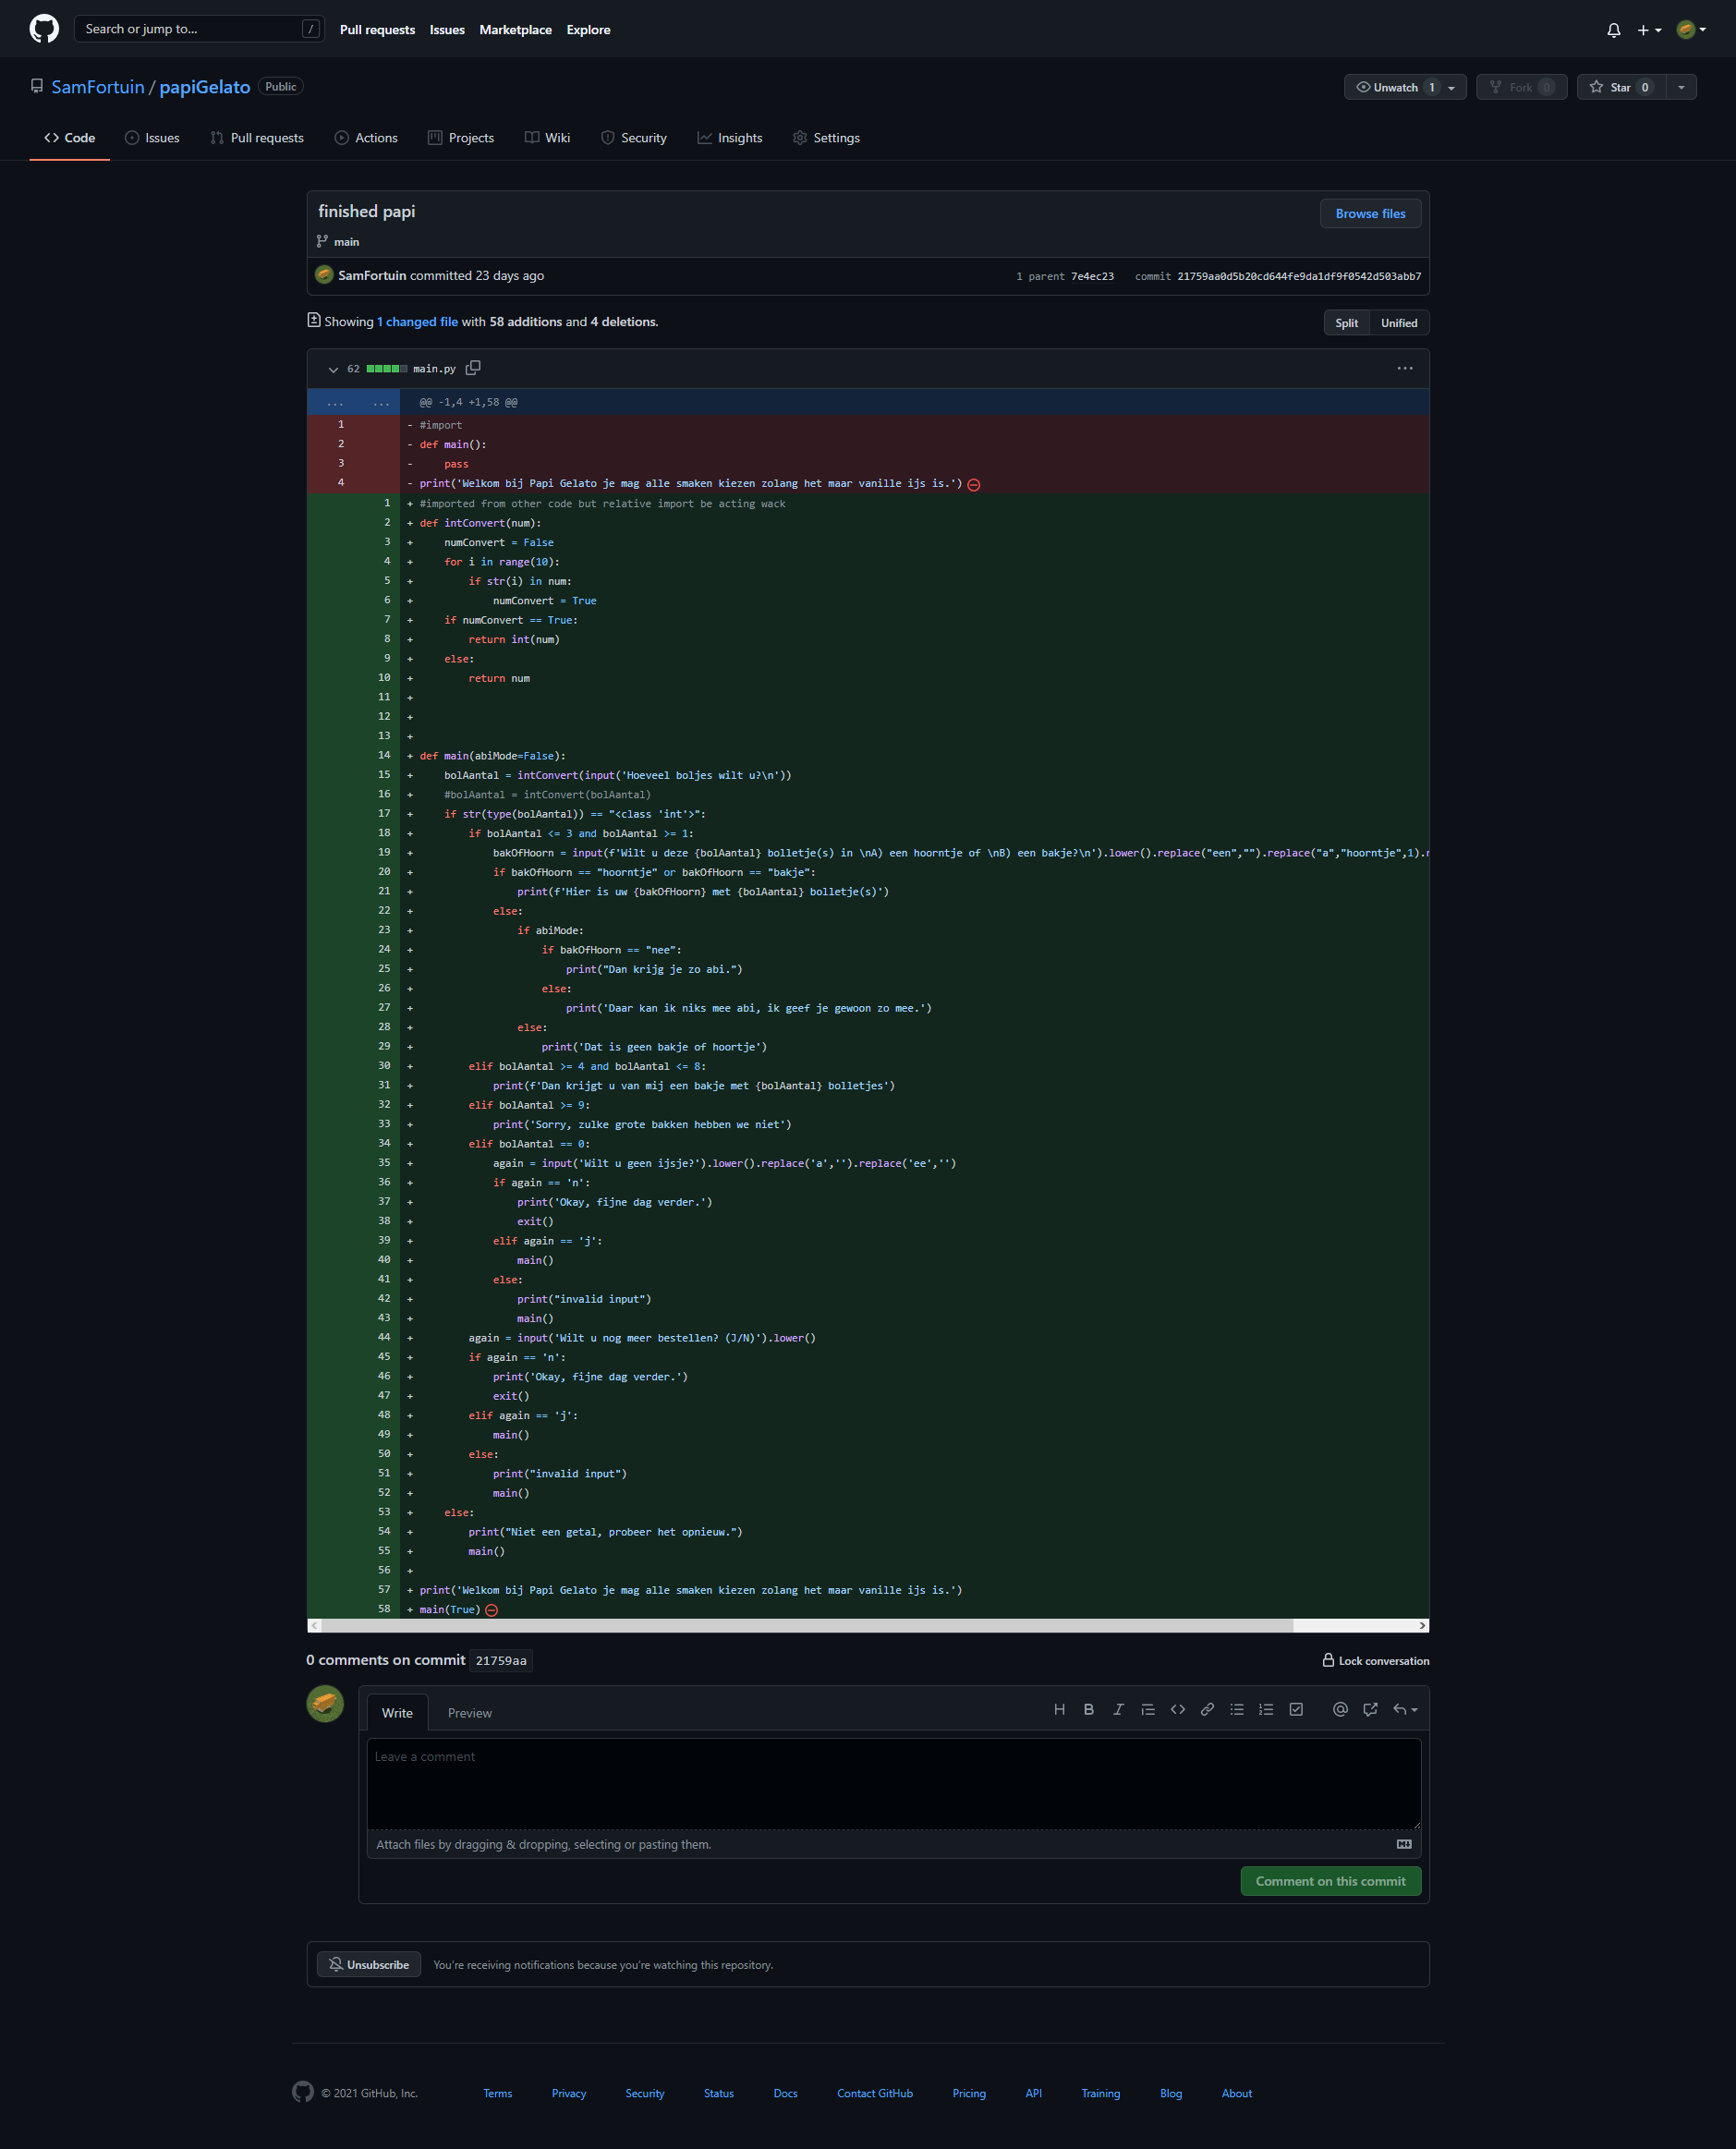 Search or jump to... / Pull requests Issues Marketplace Explore
SamFortuin / papiGelato Public Unwatch 1 Fork 0 Star 0
Code Issues Pull requests Actions Projects Wiki Security Insights Settings
finished papi Browse files
main
SamFortuin committed 23 days ago 1 parent 7e4ec23 commit 21759aa0d5b20cd644fe9da1df9f0542d503abb7
Showing 1 changed file with 58 additions and 4 deletions. Split Unified
62 main.py ...
... ... @@ -1,4 +1,58 @@
1 - #import
2 - def main():
3 -     pass
4 - print('Welkom bij Papi Gelato je mag alle smaken kiezen zolang het maar vanille ijs is.')
1 + #imported from other code but relative import be acting wack
2 + def intConvert(num):
3 +     numConvert = False
4 +     for i in range(10):
5 +         if str(i) in num:
6 +             numConvert = True
7 +     if numConvert == True:
8 +         return int(num)
9 +     else:
10 +         return num
11 +
12 +
13 +
14 + def main(abiMode=False):
15 +     bolAantal = intConvert(input('Hoeveel boljes wilt u?\n'))
16 +     #bolAantal = intConvert(bolAantal)
17 +     if str(type(bolAantal)) == "<class 'int'>":
18 +         if bolAantal <= 3 and bolAantal >= 1:
19 +             bakOfHoorn = input(f'Wilt u deze {bolAantal} bolletje(s) in \nA) een hoorntje of \nB) een bakje?\n').lower().replace("een","").replace("a","hoorntje",1).
20 +             if bakOfHoorn == "hoorntje" or bakOfHoorn == "bakje":
21 +                 print(f'Hier is uw {bakOfHoorn} met {bolAantal} bolletje(s)')
22 +             else:
23 +                 if abiMode:
24 +                     if bakOfHoorn == "nee":
25 +                         print("Dan krijg je zo abi.")
26 +                     else:
27 +                         print('Daar kan ik niks mee abi, ik geef je gewoon zo mee.')
28 +                 else:
29 +                     print('Dat is geen bakje of hoortje')
30 +         elif bolAantal >= 4 and bolAantal <= 8:
31 +             print(f'Dan krijgt u van mij een bakje met {bolAantal} bolletjes')
32 +         elif bolAantal >= 9:
33 +             print('Sorry, zulke grote bakken hebben we niet')
34 +         elif bolAantal == 0:
35 +             again = input('Wilt u geen ijsje?').lower().replace('a','').replace('ee','')
36 +             if again == 'n':
37 +                 print('Okay, fijne dag verder.')
38 +                 exit()
39 +             elif again == 'j':
40 +                 main()
41 +             else:
42 +                 print("invalid input")
43 +                 main()
44 +         again = input('Wilt u nog meer bestellen? (J/N)').lower()
45 +         if again == 'n':
46 +             print('Okay, fijne dag verder.')
47 +             exit()
48 +         elif again == 'j':
49 +             main()
50 +         else:
51 +             print("invalid input")
52 +             main()
53 +     else:
54 +         print("Niet een getal, probeer het opnieuw.")
55 +         main()
56 +
57 + print('Welkom bij Papi Gelato je mag alle smaken kiezen zolang het maar vanille ijs is.')
58 + main(True)
0 comments on commit 21759aa Lock conversation
Write Preview
Leave a comment
Attach files by dragging & dropping, selecting or pasting them.
Comment on this commit
Unsubscribe You're receiving notifications because you're watching this repository.
© 2021 GitHub, Inc. Terms Privacy Security Status Docs Contact GitHub Pricing API Training Blog About